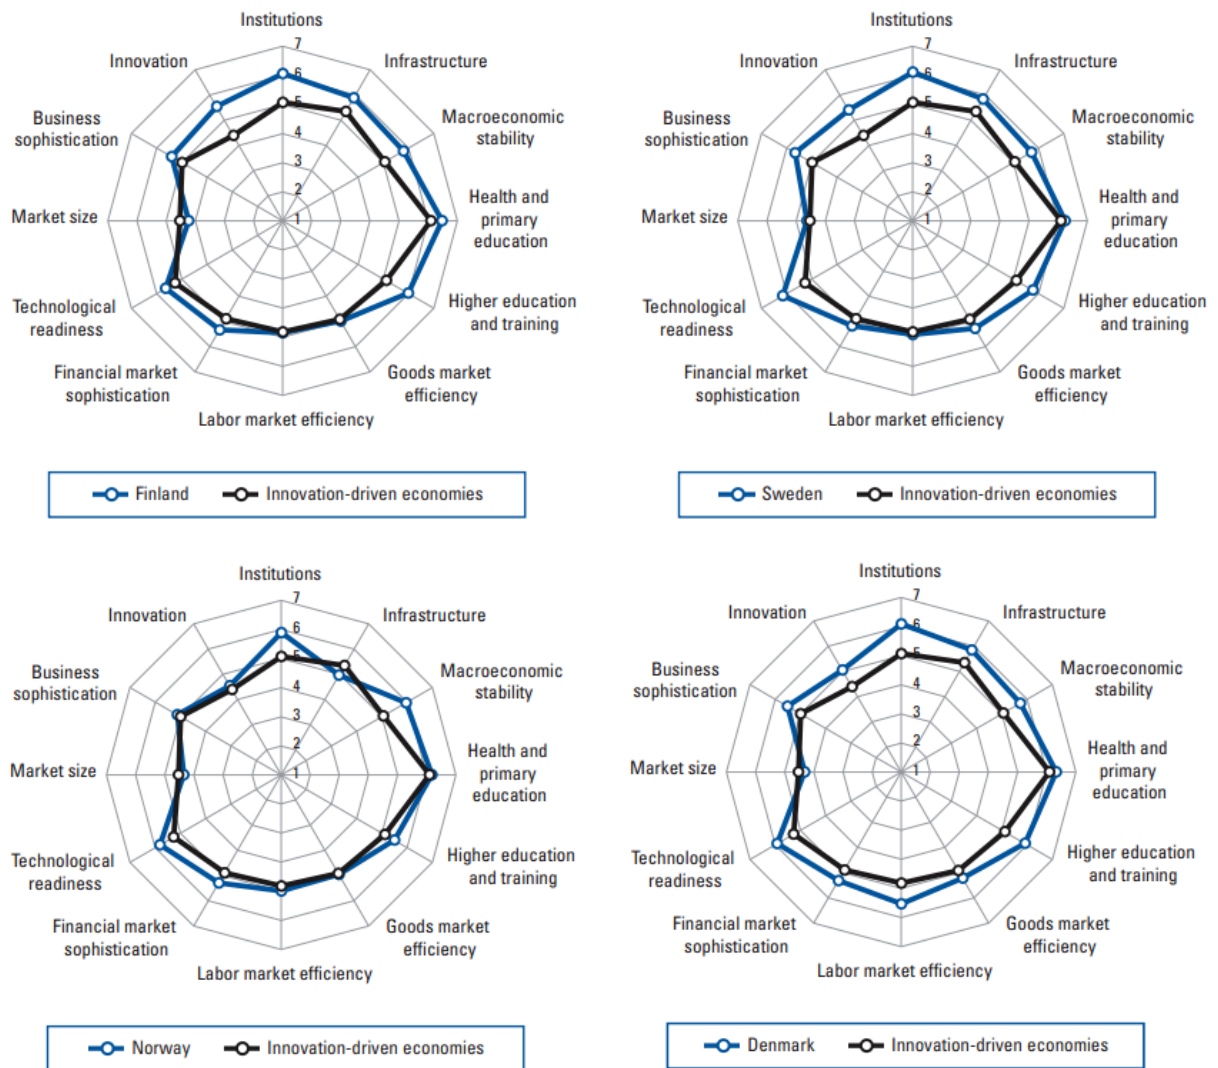 Institutions
7
Innovation
Infrastructure
6
Business
sophistication
5
Macroeconomic
stability
4
3
2
Market size
1
Health and
primary
education
Technological
readiness
Higher education
and training
Financial market
sophistication
Goods market
efficiency
Labor market efficiency
Finland
Innovation-driven economies
Institutions
7
Innovation
Infrastructure
6
Business
sophistication
5
Macroeconomic
stability
4
3
2
Market size
1
Health and
primary
education
Technological
readiness
Higher education
and training
Financial market
sophistication
Goods market
efficiency
Labor market efficiency
Sweden
Innovation-driven economies
Institutions
7
Innovation
Infrastructure
6
Business
sophistication
5
Macroeconomic
stability
4
3
2
Market size
1
Health and
primary
education
Technological
readiness
Higher education
and training
Financial market
sophistication
Goods market
efficiency
Labor market efficiency
Norway
Innovation-driven economies
Institutions
7
Innovation
Infrastructure
6
Business
sophistication
5
Macroeconomic
stability
4
3
2
Market size
1
Health and
primary
education
Technological
readiness
Higher education
and training
Financial market
sophistication
Goods market
efficiency
Labor market efficiency
Denmark
Innovation-driven economies